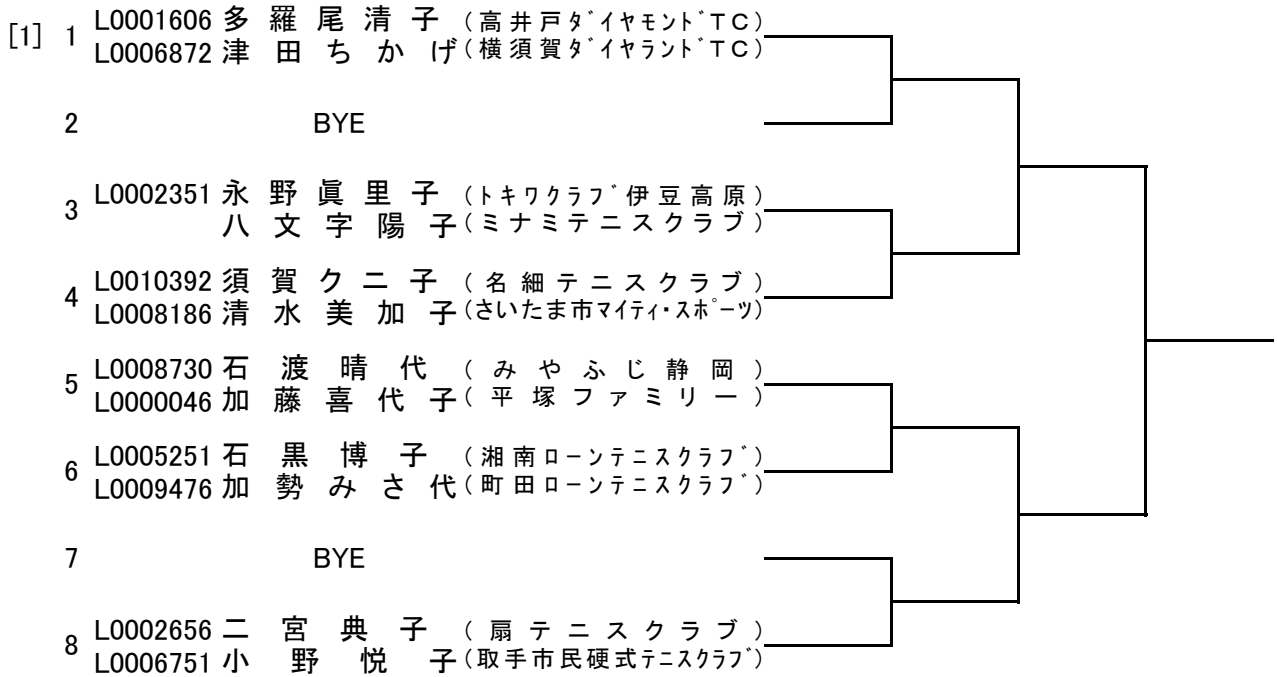 [1] 1 L0001606 多羅尾清子 (高井戸ダイヤモンドTC)
L0006872 津田ちかげ (横須賀ダイヤランドTC)
2 BYE
3 L0002351 永野眞里子 (トキワクラブ伊豆高原)
八文字陽子 (ミナミテニスクラブ)
4 L0010392 須賀クニ子 (名細テニスクラブ)
L0008186 清水美加子 (さいたま市マイティ・スポーツ)
5 L0008730 石渡晴代 (みやふじ静岡)
L0000046 加藤喜代子 (平塚ファミリー)
6 L0005251 石黒博子 (湘南ローンテニスクラブ)
L0009476 加勢みさ代 (町田ローンテニスクラブ)
7 BYE
8 L0002656 二宮典子 (扇テニスクラブ)
L0006751 小野悦子 (取手市民硬式テニスクラブ)